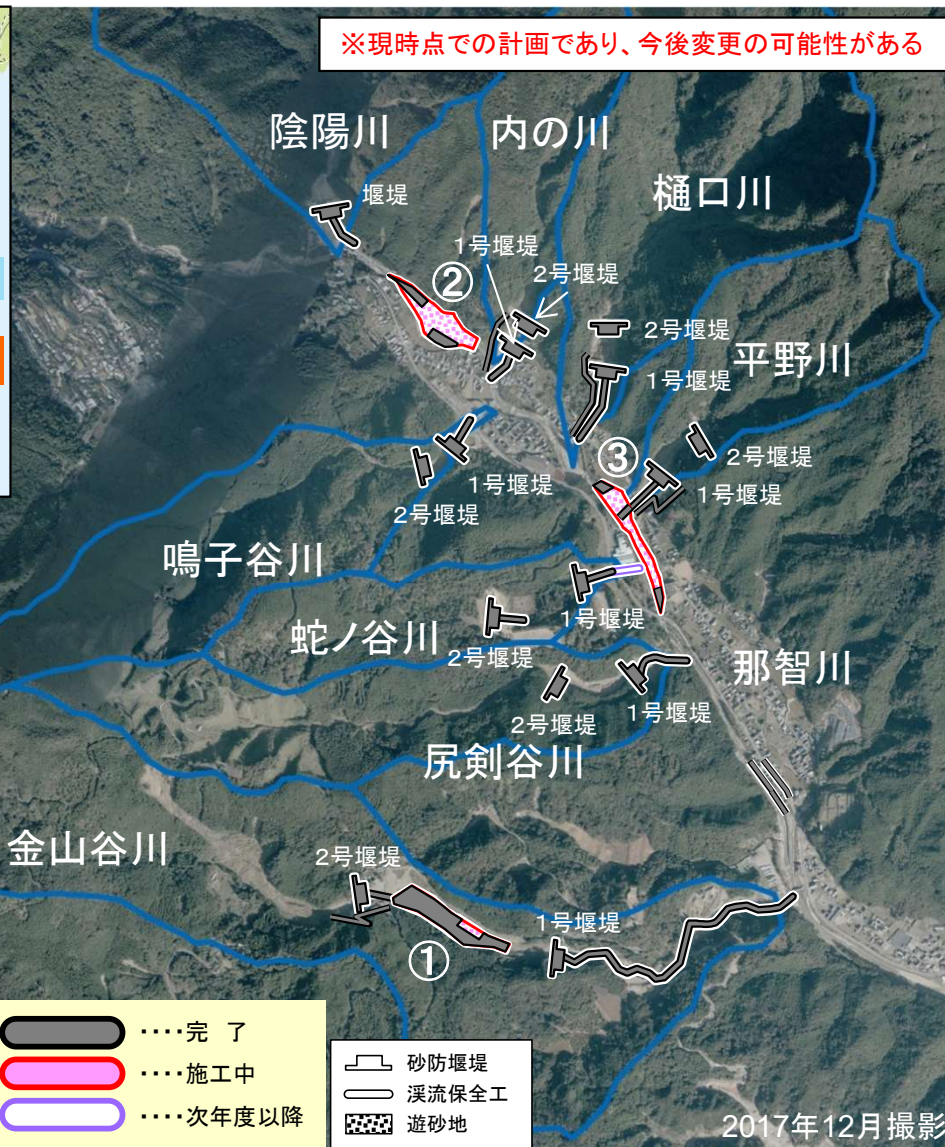 ※現時点での計画であり、今後変更の可能性がある
陰陽川
内の川
樋口川
堰堤
1号堰堤
2号堰堤
②
2号堰堤
平野川
1号堰堤
③
2号堰堤
1号堰堤
1号堰堤
2号堰堤
鳴子谷川
1号堰堤
蛇ノ谷川
2号堰堤
那智川
1号堰堤
2号堰堤
尻剣谷川
金山谷川
2号堰堤
1号堰堤
①
‥‥完 了
‥‥施工中
‥‥次年度以降
砂防堰堤
渓流保全工
遊砂地
2017年12月撮影